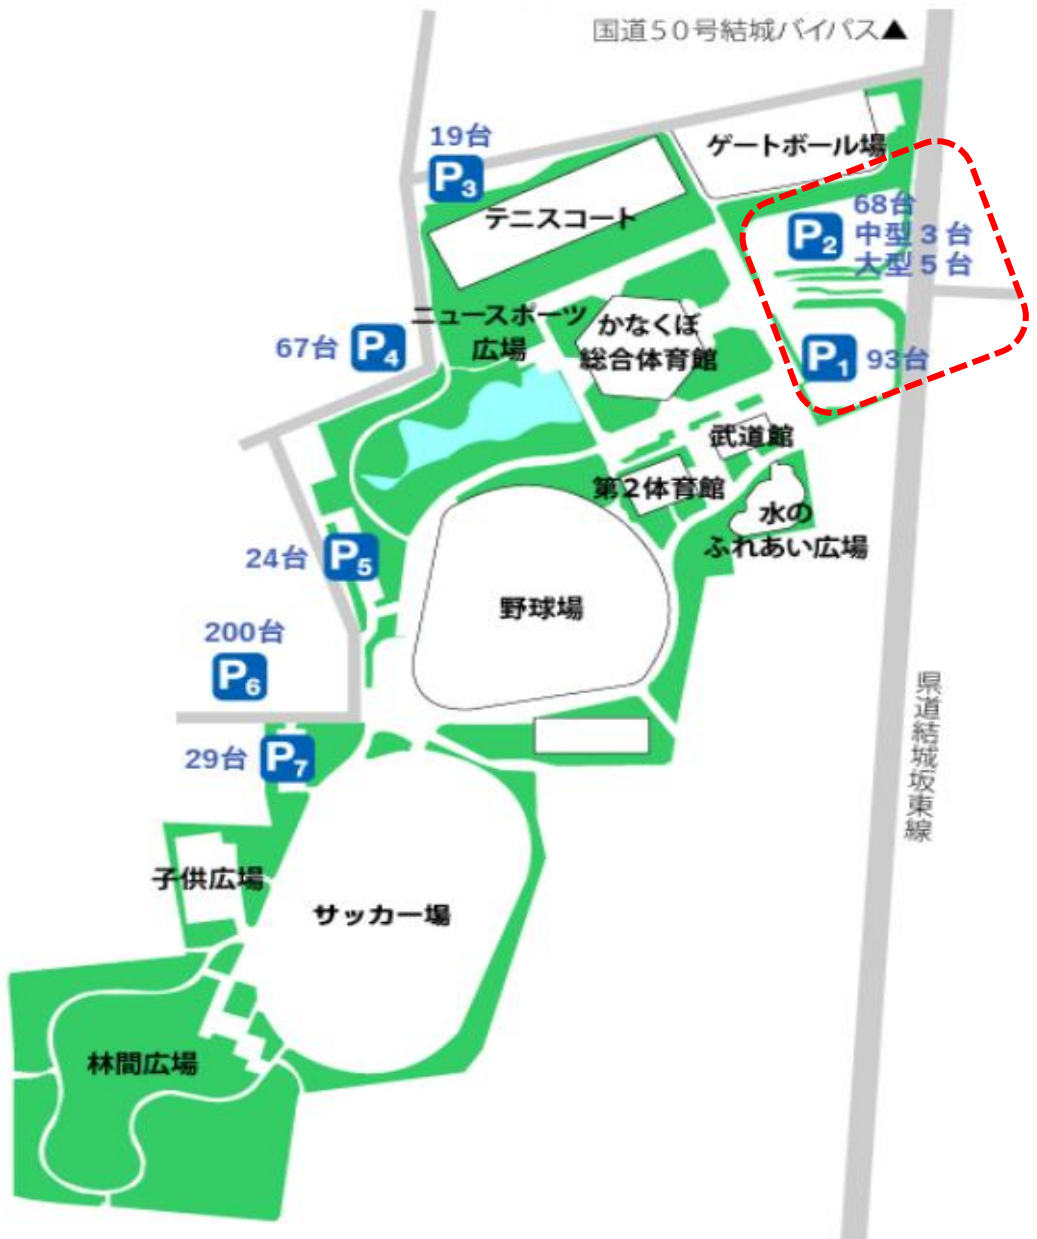 国道50号結城バイパス▲
19台
P3
ゲートボール場
テニスコート
P2
68台
中型3台
大型5台
ニュースポーツ
広場
かなくぼ
総合体育館
67台
P4
P1
93台
武道館
第2体育館
水の
ふれあい広場
24台
P5
野球場
200台
P6
県道結城坂東線
29台
P7
子供広場
サッカー場
林間広場